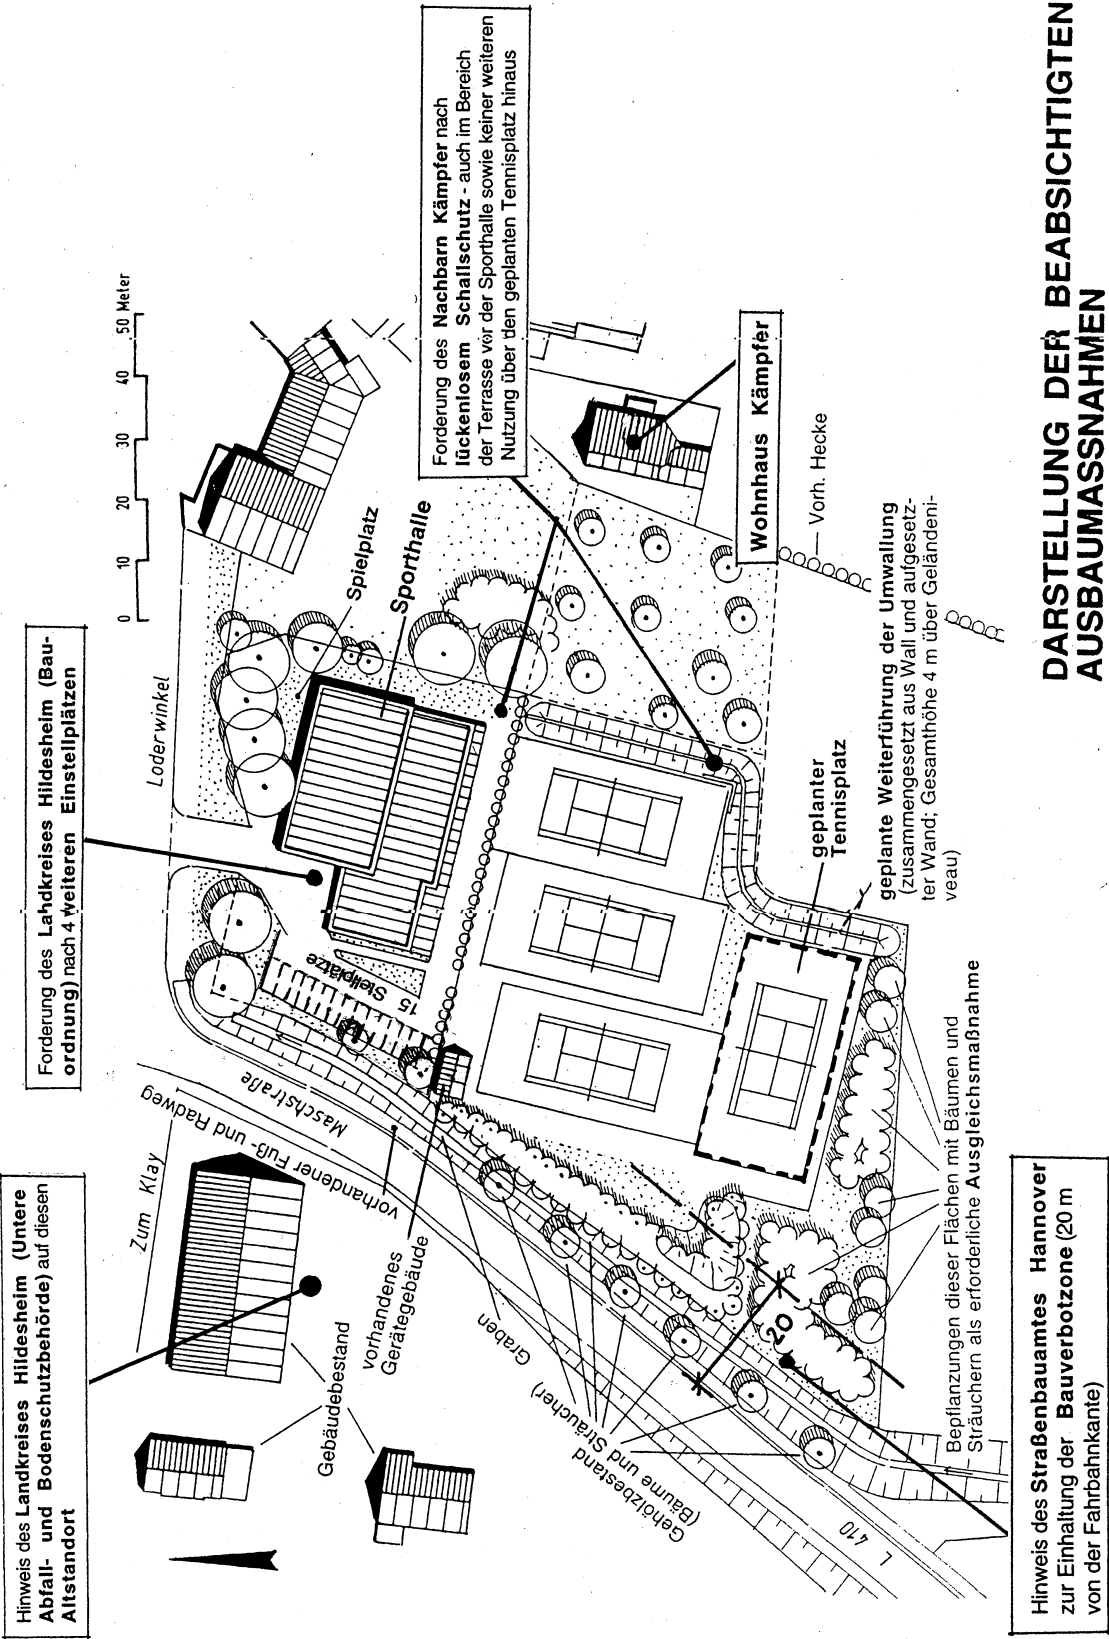 Hinweis des Landkreises Hildesheim (Untere
Abfall- und Bodenschutzbehörde) auf diesen
Altstandort
Forderung des Landkreises Hildesheim (Bau-
ordnung) nach 4 weiteren Einstellplätzen
0 10 20 30 40 50 Meter
Forderung des Nachbarn Kämpfer nach
lückenlosem Schallschutz - auch im Bereich
der Terrasse vor der Sporthalle sowie keiner weiteren
Nutzung über den geplanten Tennisplatz hinaus
Zum Klay
Loderwinkel
vorhandener Fuß- und Radweg
Maschstraße
15
Stellplätze
Spielplatz
Sporthalle
Gebäudebestand
vorhandenes
Gerätegebäude
Graben
Gehölzbestand
(Bäume und Sträucher)
L 410
20
Wohnhaus Kämpfer
Vorh. Hecke
geplanter
Tennisplatz
geplante Weiterführung der Umwallung
(zusammengesetzt aus Wall und aufgesetz-
ter Wand; Gesamthöhe 4 m über Geländeni-
veau)
Bepflanzungen dieser Flächen mit Bäumen und
Sträuchern als erforderliche Ausgleichsmaßnahme
Hinweis des Straßenbauamtes Hannover
zur Einhaltung der Bauverbotzone (20 m
von der Fahrbahnkante)
DARSTELLUNG DER BEABSICHTIGTEN
AUSBAUMASSNAHMEN